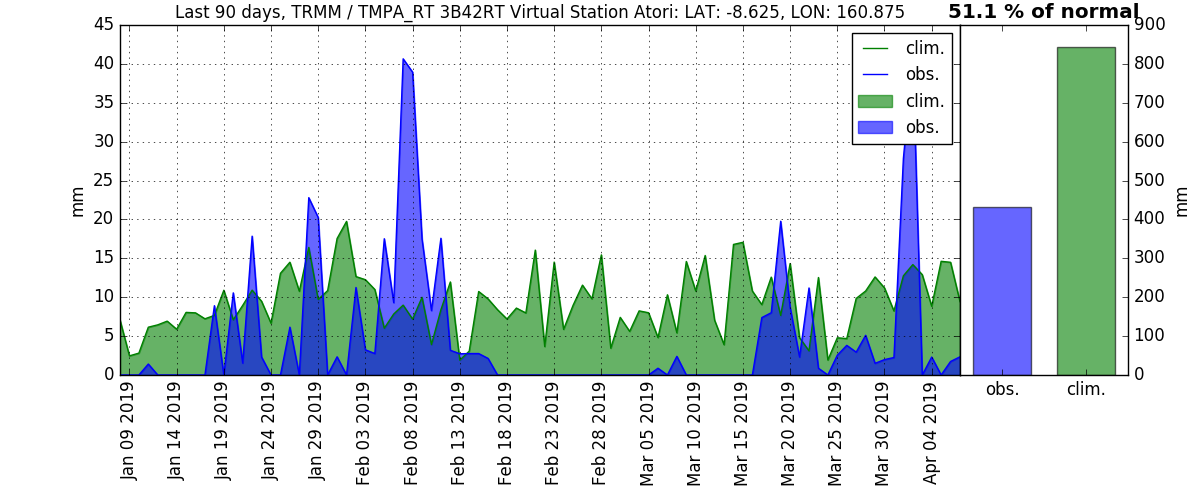 Last 90 days, TRMM / TMPA_RT 3B42RT Virtual Station Atori: LAT: -8.625, LON: 160.875
51.1 % of normal
45
40
35
30
25
20
15
10
5
0
mm
clim.
obs.
clim.
obs.
900
800
700
600
500
400
300
200
100
0
mm
Jan 09 2019
Jan 14 2019
Jan 19 2019
Jan 24 2019
Jan 29 2019
Feb 03 2019
Feb 08 2019
Feb 13 2019
Feb 18 2019
Feb 23 2019
Feb 28 2019
Mar 05 2019
Mar 10 2019
Mar 15 2019
Mar 20 2019
Mar 25 2019
Mar 30 2019
Apr 04 2019
obs.
clim.